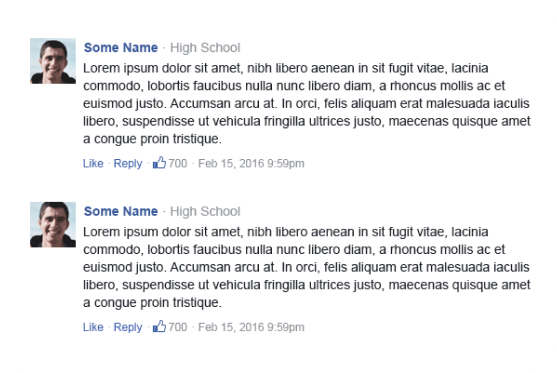 Some Name · High School
Lorem ipsum dolor sit amet, nibh libero aenean in sit fugit vitae, lacinia
commodo, lobortis faucibus nulla nunc libero diam, a rhoncus mollis ac et
euismod justo. Accumsan arcu at. In orci, felis aliquam erat malesuada iaculis
libero, suspendisse ut vehicula fringilla ultrices justo, maecenas quisque amet
a congue proin tristique.
Like · Reply · 700 · Feb 15, 2016 9:59pm
Some Name · High School
Lorem ipsum dolor sit amet, nibh libero aenean in sit fugit vitae, lacinia
commodo, lobortis faucibus nulla nunc libero diam, a rhoncus mollis ac et
euismod justo. Accumsan arcu at. In orci, felis aliquam erat malesuada iaculis
libero, suspendisse ut vehicula fringilla ultrices justo, maecenas quisque amet
a congue proin tristique.
Like · Reply · 700 · Feb 15, 2016 9:59pm